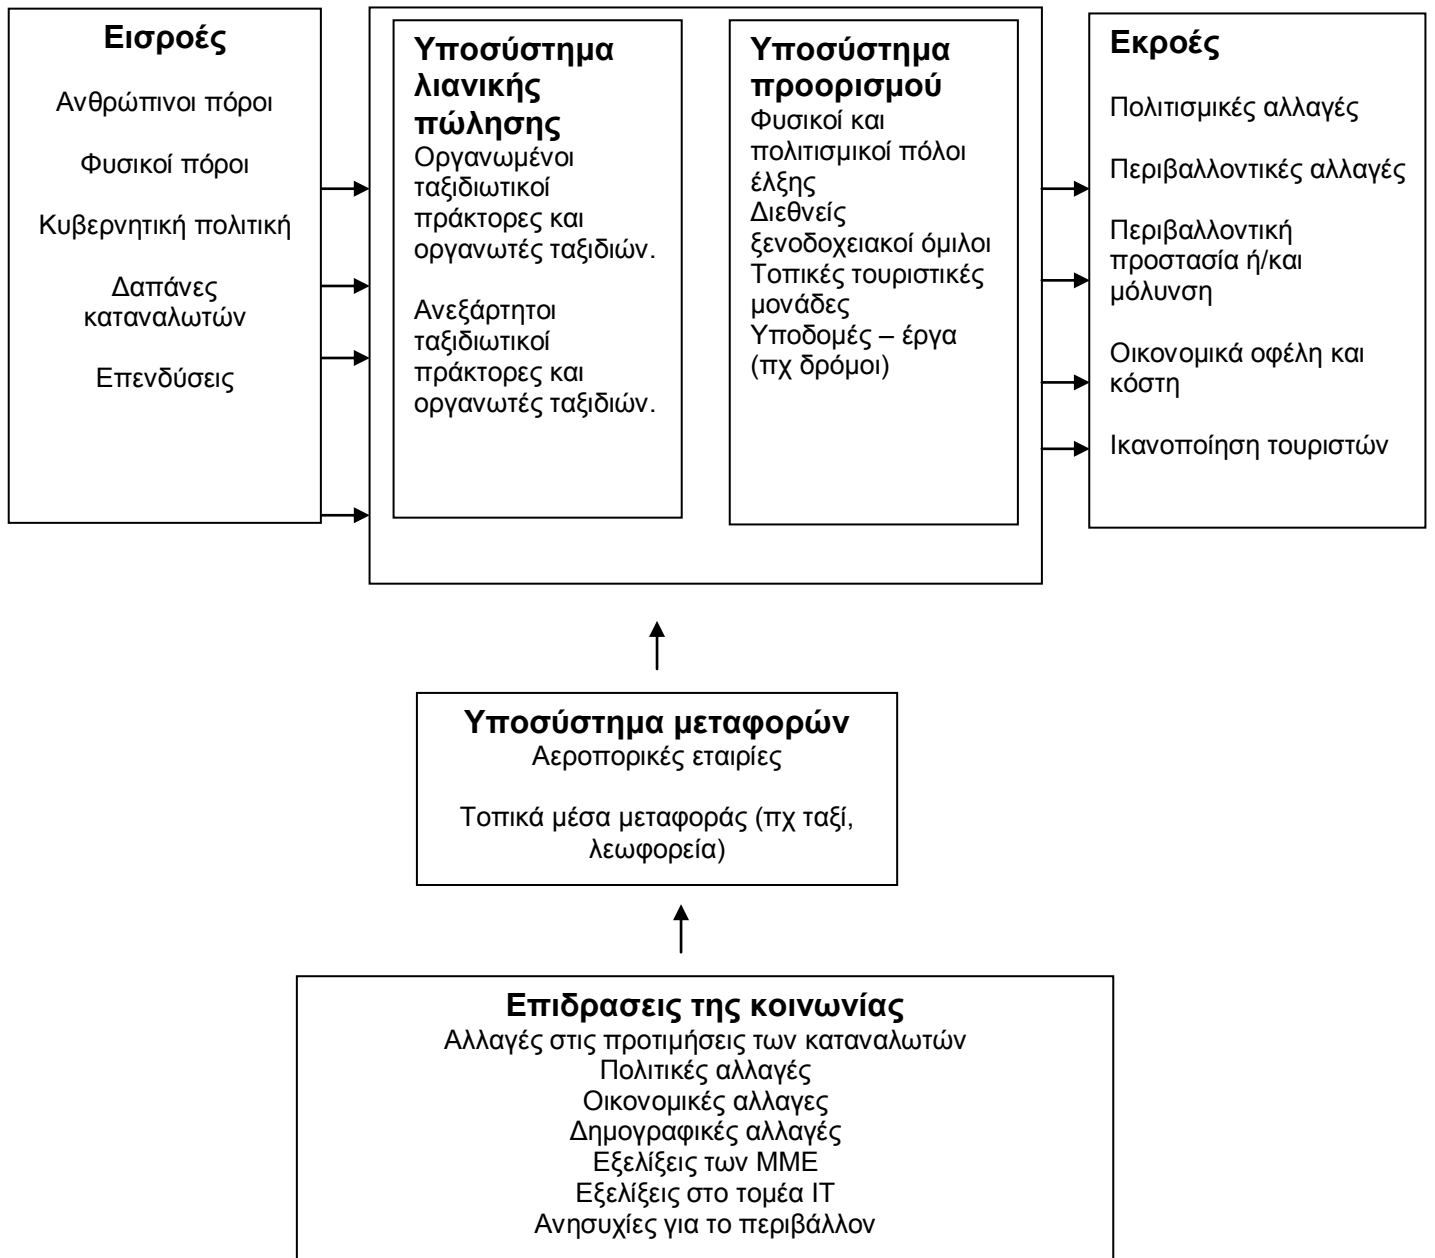 Εισροές
Ανθρώπινοι πόροι
Φυσικοί πόροι
Κυβερνητική πολιτική
Δαπάνες
καταναλωτών
Επενδύσεις
Υποσύστημα
λιανικής
πώλησης
Οργανωμένοι
ταξιδιωτικοί
πράκτορες και
οργανωτές ταξιδιών.
Ανεξάρτητοι
ταξιδιωτικοί
πράκτορες και
οργανωτές ταξιδιών.
Υποσύστημα
προορισμού
Φυσικοί και
πολιτισμικοί πόλοι
έλξης
Διεθνείς
ξενοδοχειακοί όμιλοι
Τοπικές τουριστικές
μονάδες
Υποδομές – έργα
(πχ δρόμοι)
Εκροές
Πολιτισμικές αλλαγές
Περιβαλλοντικές αλλαγές
Περιβαλλοντική
προστασία ή/και
μόλυνση
Οικονομικά οφέλη και
κόστη
Ικανοποίηση τουριστών
Υποσύστημα μεταφορών
Αεροπορικές εταιρίες
Τοπικά μέσα μεταφοράς (πχ ταξί,
λεωφορεία)
Επιδρασεις της κοινωνίας
Αλλαγές στις προτιμήσεις των καταναλωτών
Πολιτικές αλλαγές
Οικονομικές αλλαγες
Δημογραφικές αλλαγές
Εξελίξεις των ΜΜΕ
Εξελίξεις στο τομέα ΙΤ
Ανησυχίες για το περιβάλλον